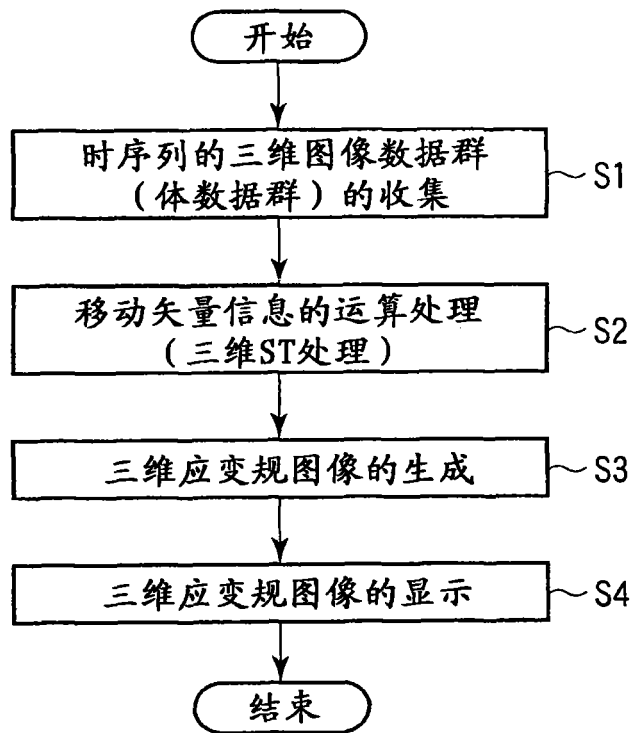 开始
时序列的三维图像数据群
(体数据群)的收集
S1
移动矢量信息的运算处理
(三维ST处理)
S2
三维应变规图像的生成
S3
三维应变规图像的显示
S4
结束